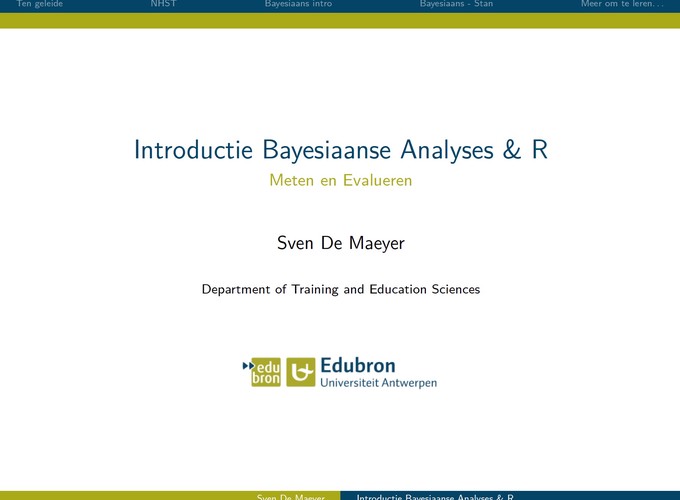 Ten geleide NHST Bayesiaans intro Bayesiaans - Stan Meer om te leren...
Introductie Bayesiaanse Analyses & R
Meten en Evalueren
Sven De Maeyer
Department of Training and Education Sciences
edu
bron
Edubron
Universiteit Antwerpen
Sven De Maeyer Introductie Bayesiaanse Analyses & R